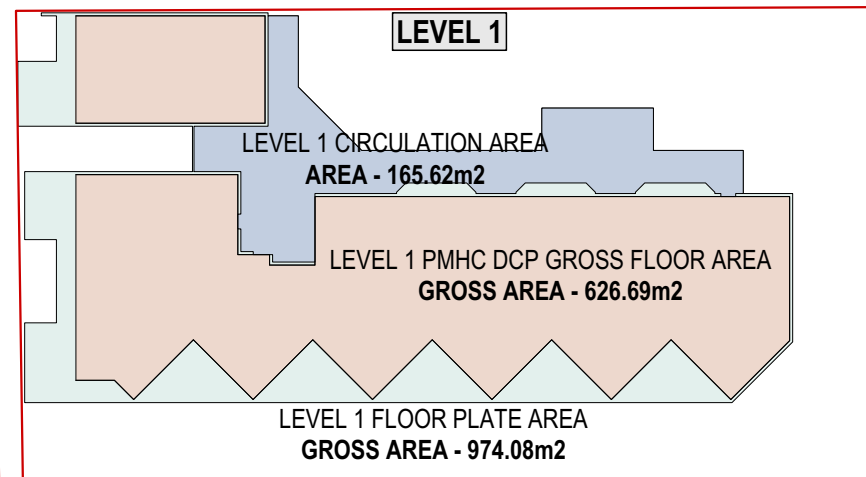 LEVEL 1
LEVEL 1 CIRCULATION AREA
AREA - 165.62m2
LEVEL 1 PMHC DCP GROSS FLOOR AREA
GROSS AREA - 626.69m2
LEVEL 1 FLOOR PLATE AREA
GROSS AREA - 974.08m2